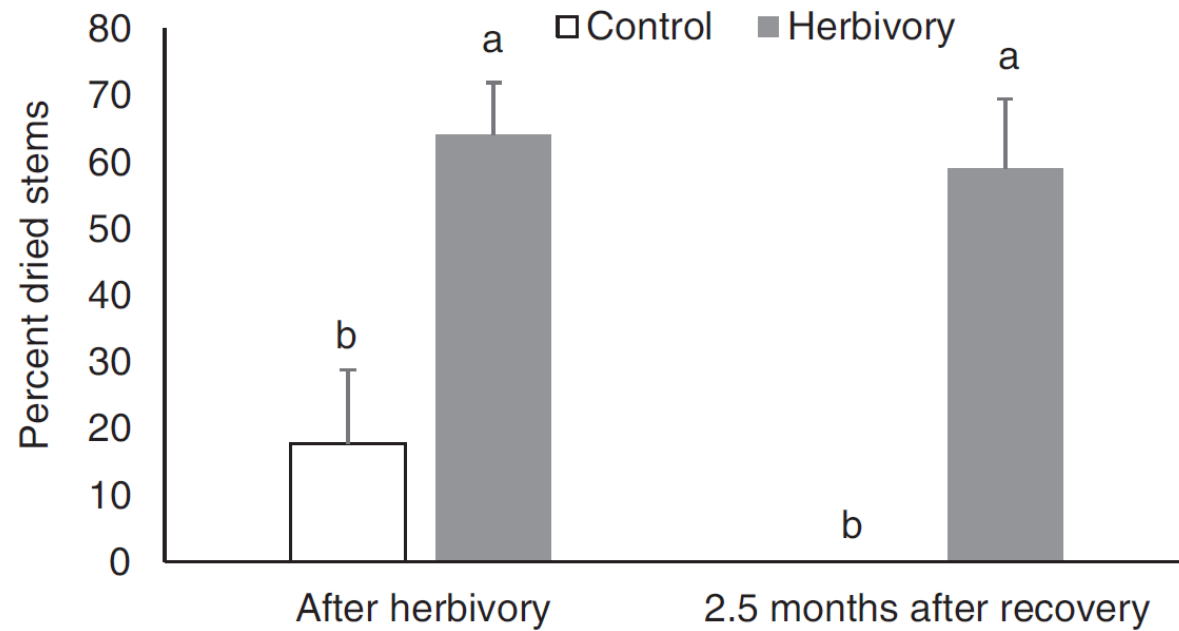 Control Herbivory
Percent dried stems
80
70
60
50
40
30
20
10
0
a
b
a
b
After herbivory
2.5 months after recovery